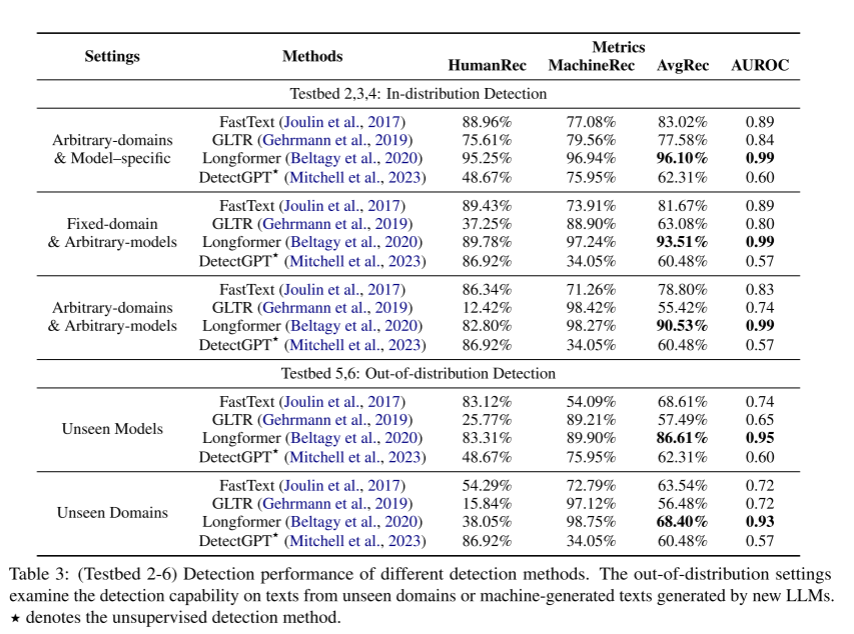 Settings Methods Metrics
HumanRec MachineRec AvgRec AUROC
Testbed 2,3,4: In-distribution Detection
FastText (Joulin et al., 2017) 88.96% 77.08% 83.02% 0.89
Arbitrary-domains GLTR (Gehrmann et al., 2019) 75.61% 79.56% 77.58% 0.84
& Model–specific Longformer (Beltagy et al., 2020) 95.25% 96.94% 96.10% 0.99
DetectGPT★ (Mitchell et al., 2023) 48.67% 75.95% 62.31% 0.60
FastText (Joulin et al., 2017) 89.43% 73.91% 81.67% 0.89
Fixed-domain GLTR (Gehrmann et al., 2019) 37.25% 88.90% 63.08% 0.80
& Arbitrary-models Longformer (Beltagy et al., 2020) 89.78% 97.24% 93.51% 0.99
DetectGPT★ (Mitchell et al., 2023) 86.92% 34.05% 60.48% 0.57
FastText (Joulin et al., 2017) 86.34% 71.26% 78.80% 0.83
Arbitrary-domains GLTR (Gehrmann et al., 2019) 12.42% 98.42% 55.42% 0.74
& Arbitrary-models Longformer (Beltagy et al., 2020) 82.80% 98.27% 90.53% 0.99
DetectGPT★ (Mitchell et al., 2023) 86.92% 34.05% 60.48% 0.57
Testbed 5,6: Out-of-distribution Detection
FastText (Joulin et al., 2017) 83.12% 54.09% 68.61% 0.74
Unseen Models GLTR (Gehrmann et al., 2019) 25.77% 89.21% 57.49% 0.65
Longformer (Beltagy et al., 2020) 83.31% 89.90% 86.61% 0.95
DetectGPT★ (Mitchell et al., 2023) 48.67% 75.95% 62.31% 0.60
FastText (Joulin et al., 2017) 54.29% 72.79% 63.54% 0.72
Unseen Domains GLTR (Gehrmann et al., 2019) 15.84% 97.12% 56.48% 0.72
Longformer (Beltagy et al., 2020) 38.05% 98.75% 68.40% 0.93
DetectGPT★ (Mitchell et al., 2023) 86.92% 34.05% 60.48% 0.57
Table 3: (Testbed 2-6) Detection performance of different detection methods. The out-of-distribution settings
examine the detection capability on texts from unseen domains or machine-generated texts generated by new LLMs.
★ denotes the unsupervised detection method.